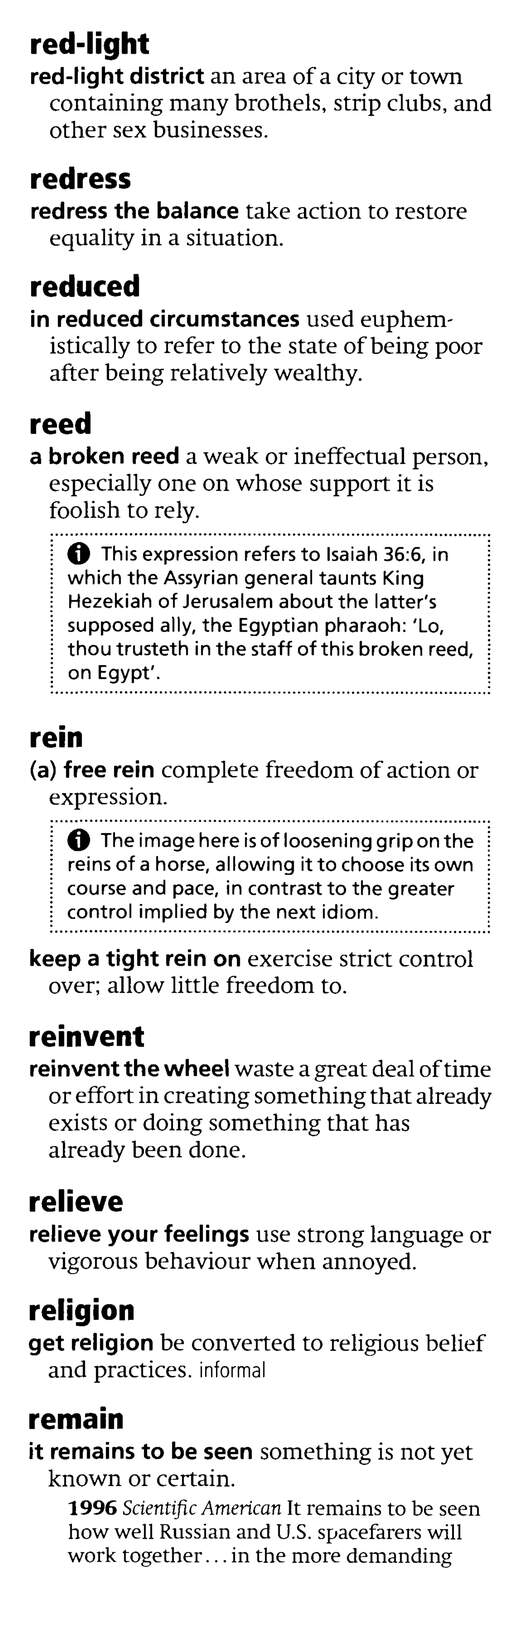 red-light
red-light district an area of a city or town
containing many brothels, strip clubs, and
other sex businesses.
redress
redress the balance take action to restore
equality in a situation.
reduced
in reduced circumstances used euphem-
istically to refer to the state of being poor
after being relatively wealthy.
reed
a broken reed a weak or ineffectual person,
especially one on whose support it is
foolish to rely.
This expression refers to Isaiah 36:6, in
which the Assyrian general taunts King
Hezekiah of Jerusalem about the latter's
supposed ally, the Egyptian pharaoh: ‘Lo,
thou trusteth in the staff of this broken reed,
on Egypt’.
rein
(a) free rein complete freedom of action or
expression.
The image here is of loosening grip on the
reins of a horse, allowing it to choose its own
course and pace, in contrast to the greater
control implied by the next idiom.
keep a tight rein on exercise strict control
over; allow little freedom to.
reinvent
reinvent the wheel waste a great deal of time
or effort in creating something that already
exists or doing something that has
already been done.
relieve
relieve your feelings use strong language or
vigorous behaviour when annoyed.
religion
get religion be converted to religious belief
and practices. informal
remain
it remains to be seen something is not yet
known or certain.
1996 Scientific American It remains to be seen
how well Russian and U.S. spacefarers will
work together…in the more demanding